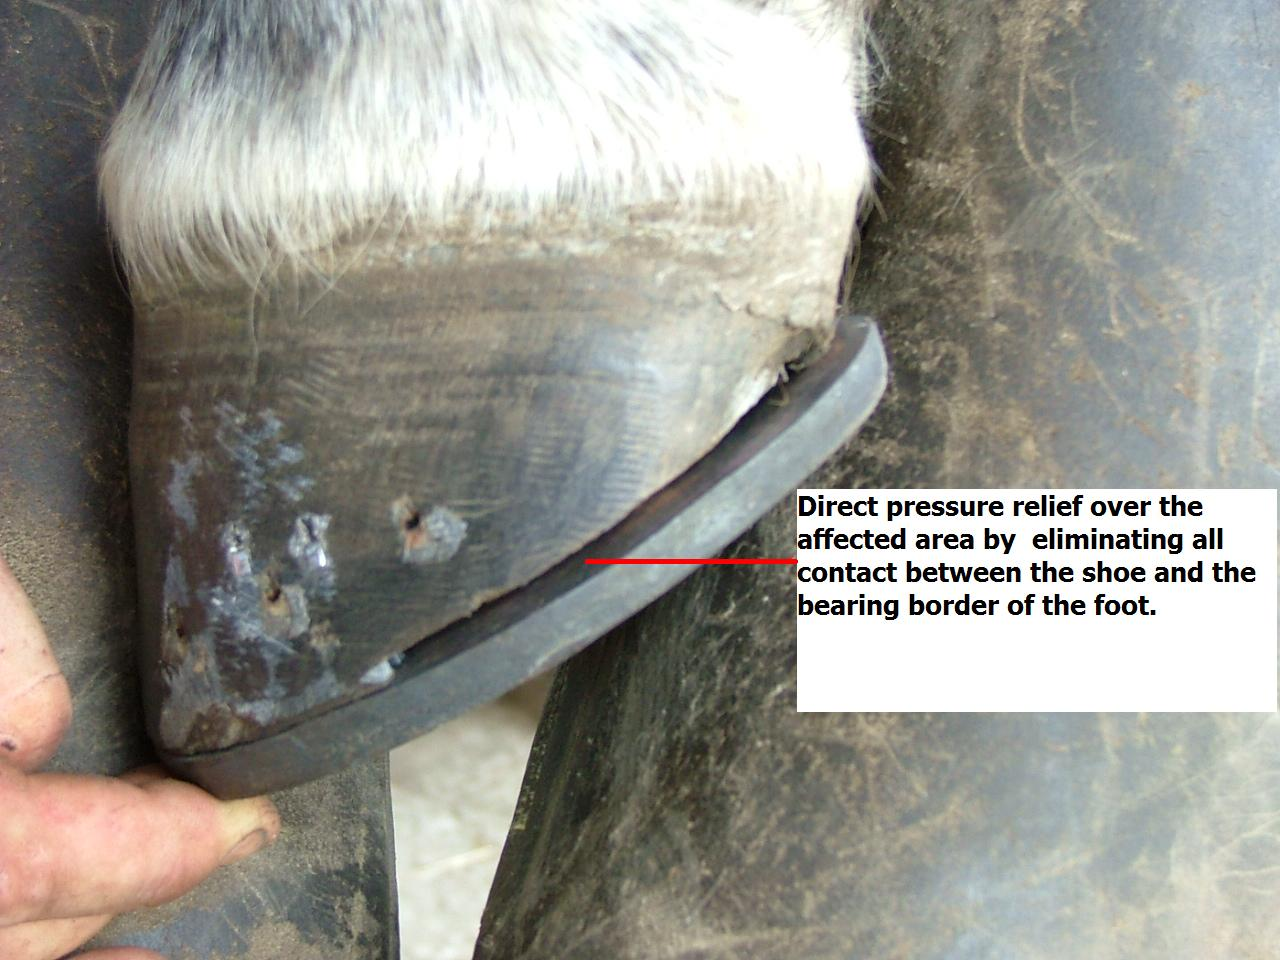 Direct pressure relief over the
affected area by  eliminating all
contact between the shoe and the
bearing border of the foot.